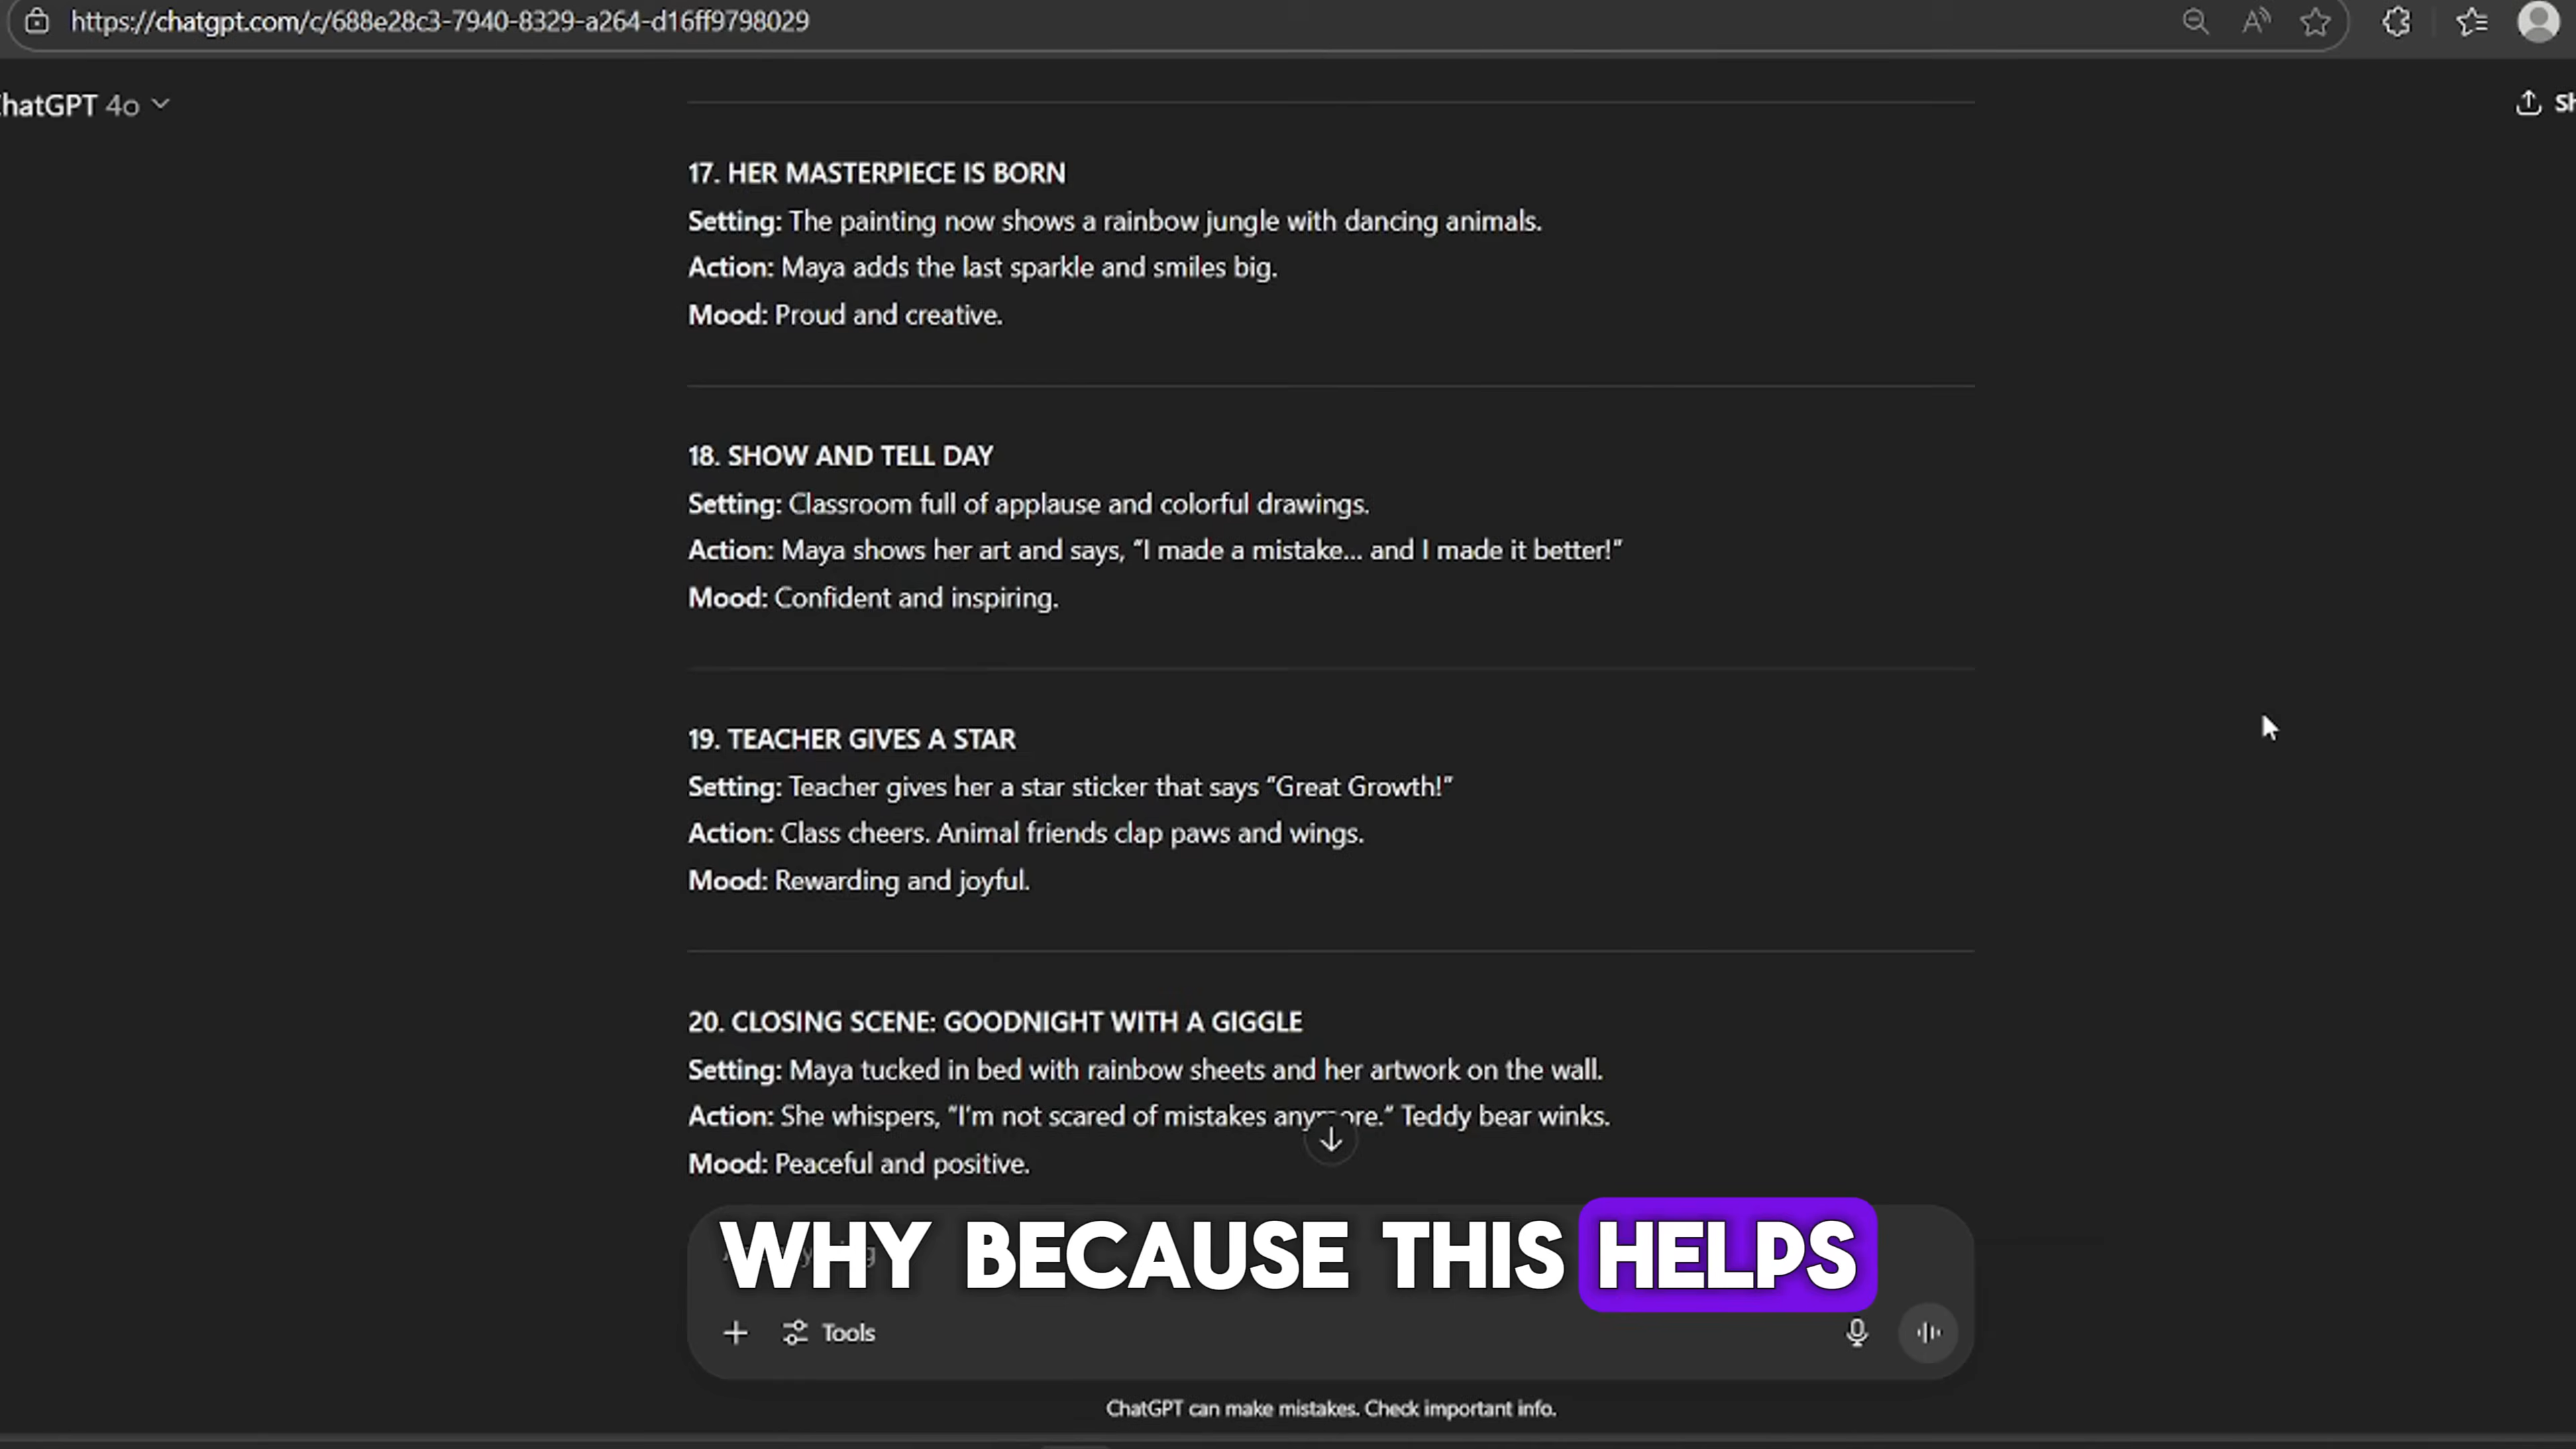 https://chatgpt.com/c/688e28c3-7940-8329-a264-d16ff9798029
hatGPT 4o
17. HER MASTERPIECE IS BORN
Setting: The painting now shows a rainbow jungle with dancing animals.
Action: Maya adds the last sparkle and smiles big.
Mood: Proud and creative.
18. SHOW AND TELL DAY
Setting: Classroom full of applause and colorful drawings.
Action: Maya shows her art and says, “I made a mistake... and I made it better!”
Mood: Confident and inspiring.
19. TEACHER GIVES A STAR
Setting: Teacher gives her a star sticker that says “Great Growth!”
Action: Class cheers. Animal friends clap paws and wings.
Mood: Rewarding and joyful.
20. CLOSING SCENE: GOODNIGHT WITH A GIGGLE
Setting: Maya tucked in bed with rainbow sheets and her artwork on the wall.
Action: She whispers, “I'm not scared of mistakes anymore.” Teddy bear winks.
Mood: Peaceful and positive.
WHY BECAUSE THIS HELPS
Tools
ChatGPT can make mistakes. Check important info.